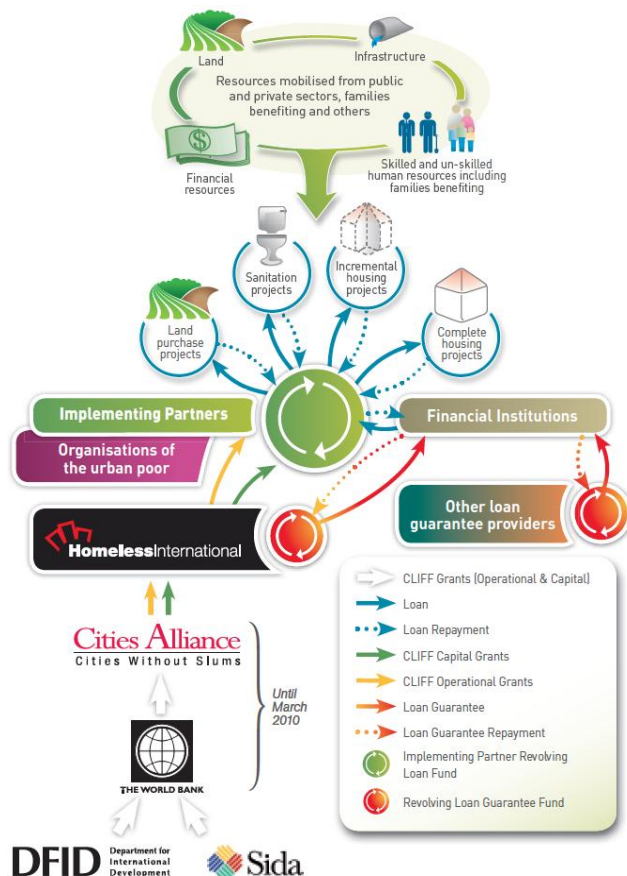 Land
Infrastructure
Resources mobilised from public
and private sectors, families
benefiting and others
$
Financial
resources
Skilled and un-skilled
human resources including
families benefiting
Sanitation
projects
Incremental
housing
projects
Land
purchase
projects
Complete
housing
projects
Implementing Partners
Financial Institutions
Organisations of
the urban poor
HomelessInternational
Other loan
guarantee providers
Cities Alliance
Cities Without Slums
Until
March
2010
THE WORLD BANK
DFID
Department for
International
Development
Sida
CLIFF Grants (Operational & Capital)
Loan
Loan Repayment
CLIFF Capital Grants
CLIFF Operational Grants
Loan Guarantee
Loan Guarantee Repayment
Implementing Partner Revolving
Loan Fund
Revolving Loan Guarantee Fund